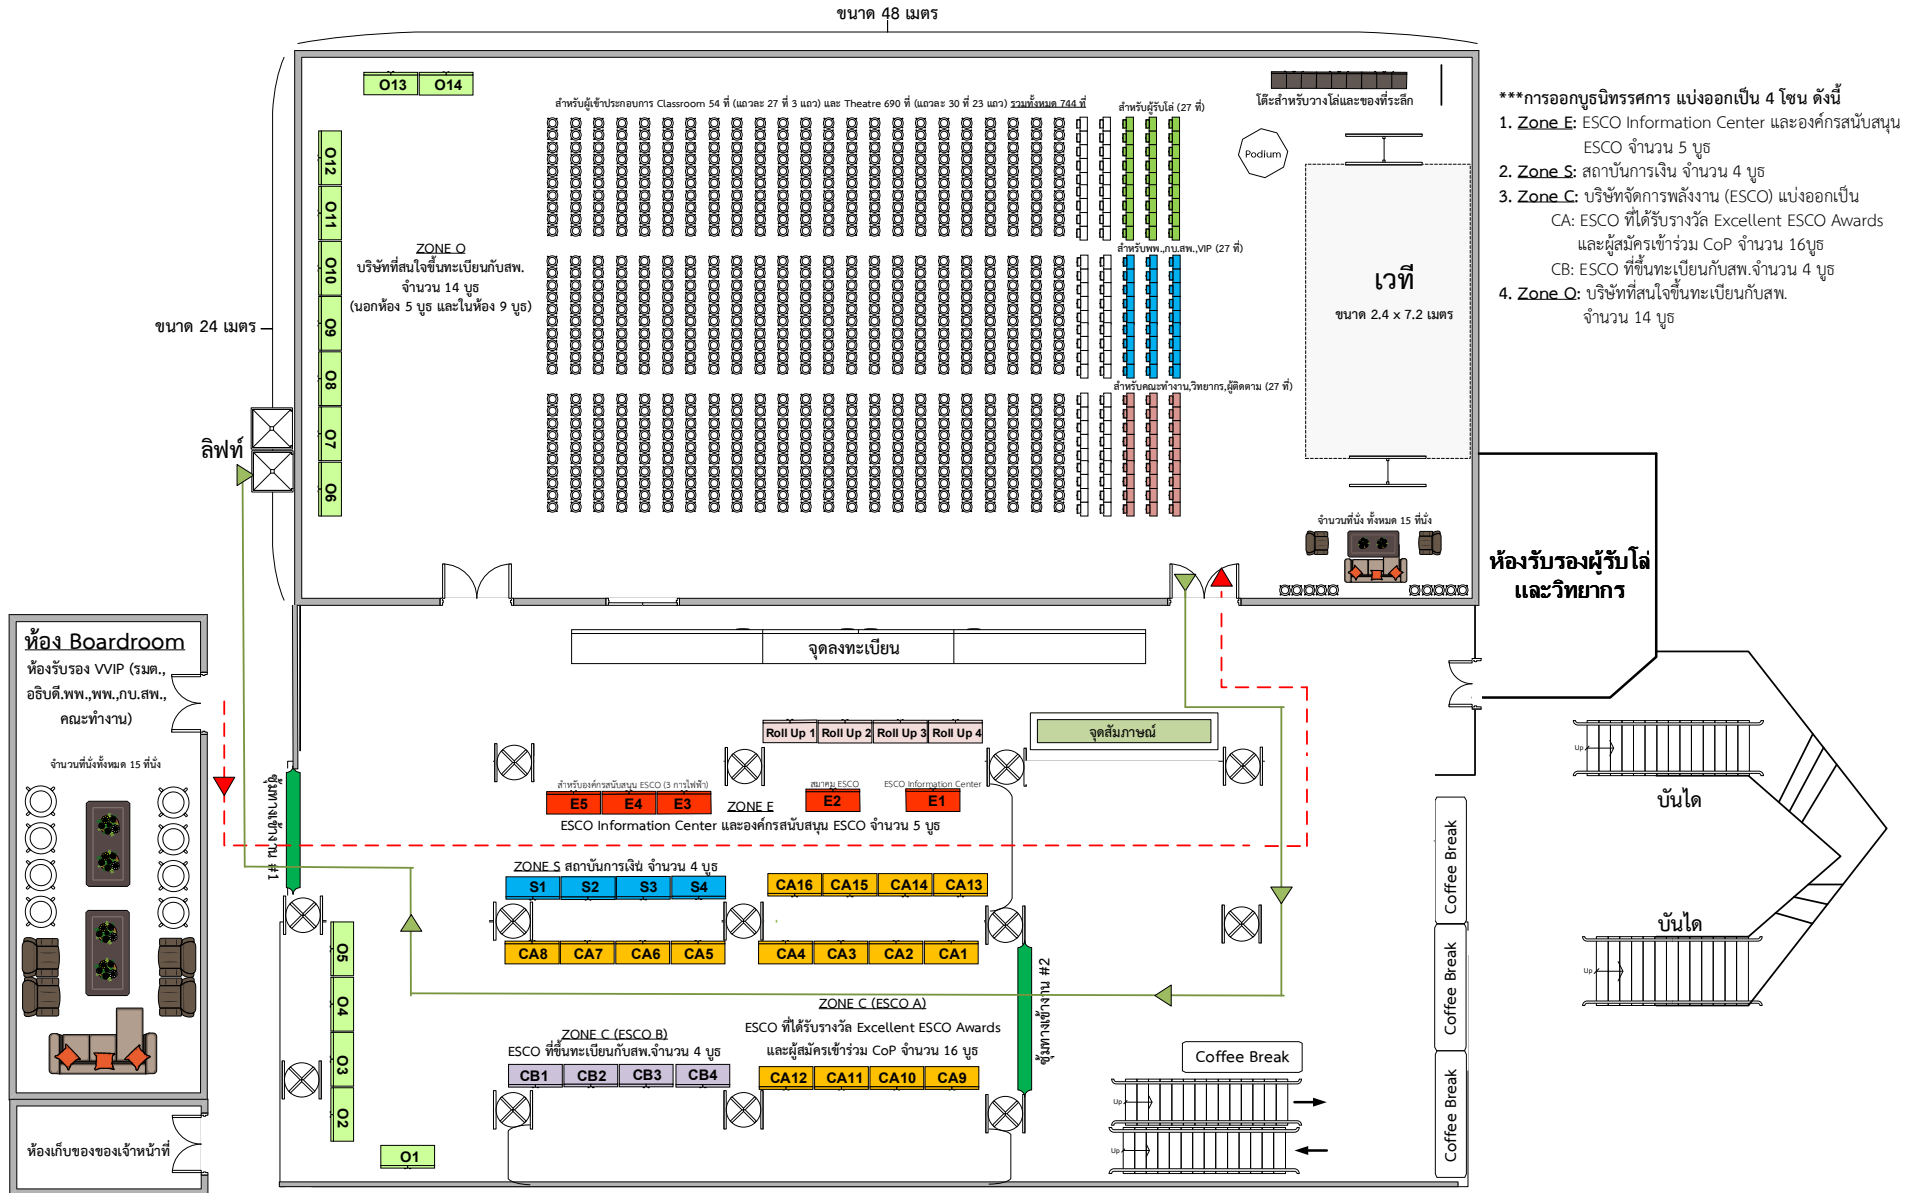 ขนาด 48 เมตร
O13 O14
สำหรับผู้เข้าประกอบการ Classroom 54 ที่ (แถวละ 27 ที่ 3 แถว) และ Theatre 690 ที่ (แถวละ 30 ที่ 23 แถว) รวมทั้งหมด 744 ที่
สำหรับผู้รับโล่ (27 ที่)
โต๊ะสำหรับวางโล่และของที่ระลึก
***การออกบูธนิทรรศการ แบ่งออกเป็น 4 โซน ดังนี้
1. Zone E: ESCO Information Center และองค์กรสนับสนุน
ESCO จำนวน 5 บูธ
2. Zone S: สถาบันการเงิน จำนวน 4 บูธ
3. Zone C: บริษัทจัดการพลังงาน (ESCO) แบ่งออกเป็น
CA: ESCO ที่ได้รับรางวัล Excellent ESCO Awards
และผู้สมัครเข้าร่วม CoP จำนวน 16บูธ
CB: ESCO ที่ขึ้นทะเบียนกับสพ.จำนวน 4 บูธ
4. Zone O: บริษัทที่สนใจขึ้นทะเบียนกับสพ.
จำนวน 14 บูธ
Podium
O12
O11
O10
O9
O8
O7
O6
ZONE O
บริษัทที่สนใจขึ้นทะเบียนกับสพ.
จำนวน 14 บูธ
(นอกห้อง 5 บูธ และในห้อง 9 บูธ)
สำหรับพพ.,กบ.สพ.,VIP (27 ที่)
เวที
ขนาด 2.4 x 7.2 เมตร
ขนาด 24 เมตร
สำหรับคณะทำงาน,วิทยากร,ผู้ติดตาม (27 ที่)
ลิฟท์
จำนวนที่นั่ง ทั้งหมด 15 ที่นั่ง
ห้องรับรองผู้รับโล่
และวิทยากร
ห้อง Boardroom
ห้องรับรอง VVIP (รมต.,
อธิบดี.พพ.,พพ.,กบ.สพ.,
คณะทำงาน)
จำนวนที่นั่งทั้งหมด 15 ที่นั่ง
จุดลงทะเบียน
Roll Up 1 Roll Up 2 Roll Up 3 Roll Up 4
จุดสัมภาษณ์
Up
บันได
ซุ้มทางเข้างาน #1
สำหรับองค์กรสนับสนุน ESCO (3 การไฟฟ้า)
สมาคม ESCO
ESCO Information Center
E5 E4 E3 E2 E1
ZONE E
ESCO Information Center และองค์กรสนับสนุน ESCO จำนวน 5 บูธ
ZONE S สถาบันการเงิน จำนวน 4 บูธ
S1 S2 S3 S4
CA16 CA15 CA14 CA13
CA8 CA7 CA6 CA5 CA4 CA3 CA2 CA1
Coffee Break
Coffee Break
Coffee Break
บันได
Up
O5
O4
O3
O2
O1
ZONE C (ESCO A)
ESCO ที่ได้รับรางวัล Excellent ESCO Awards
และผู้สมัครเข้าร่วม CoP จำนวน 16 บูธ
ซุ้มทางเข้างาน #2
ZONE C (ESCO B)
ESCO ที่ขึ้นทะเบียนกับสพ.จำนวน 4 บูธ
CB1 CB2 CB3 CB4
CA12 CA11 CA10 CA9
Coffee Break
Up
Up
ห้องเก็บของของเจ้าหน้าที่